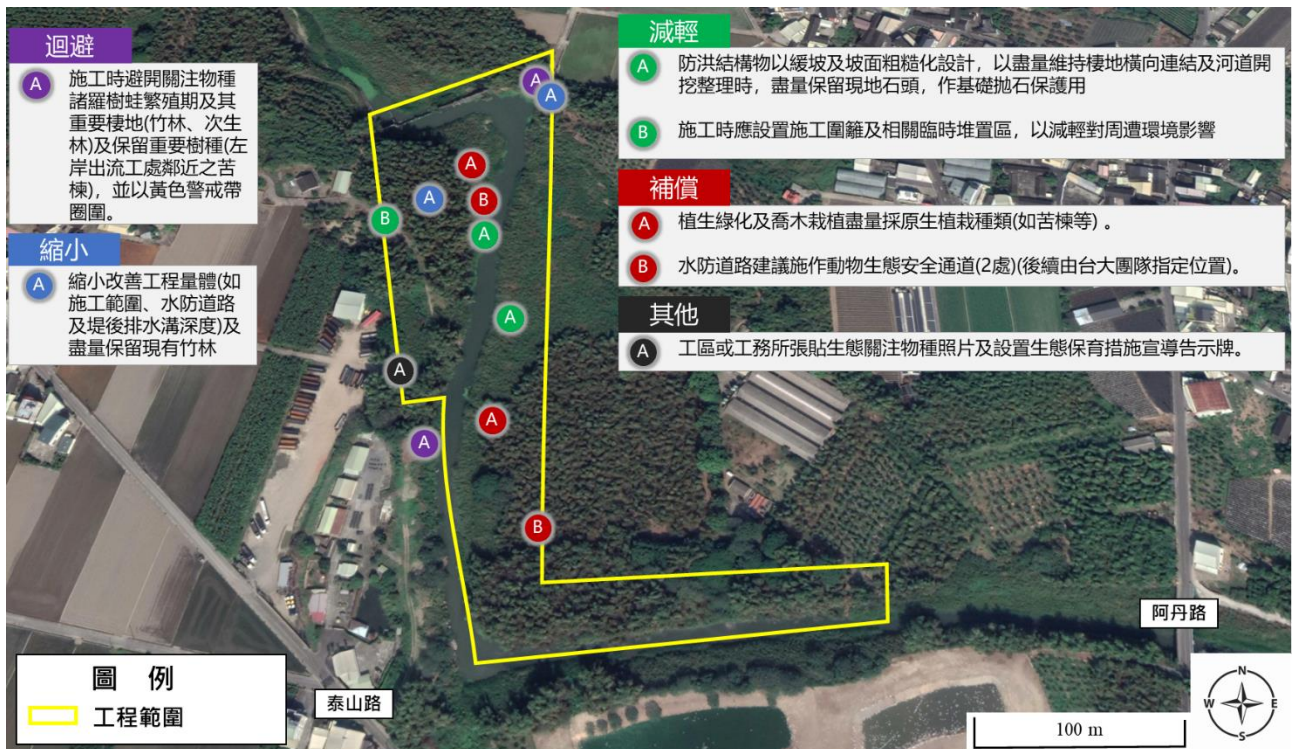 迴避
A 施工時避開關注物種
諸羅樹蛙繁殖期及其
重要棲地(竹林、次生
林)及保留重要樹種(左
岸出流工處鄰近之苦
楝)，並以黃色警戒帶
圈圍。
縮小
A 縮小改善工程量體(如
施工範圍、水防道路
及堤後排水溝深度)及
盡量保留現有竹林
減輕
A 防洪結構物以緩坡及坡面粗糙化設計，以盡量維持棲地橫向連結及河道開
挖整理時，盡量保留現地石頭，作基礎拋石保護用
B 施工時應設置施工圍籬及相關臨時堆置區，以減輕對周遭環境影響
補償
A 植生綠化及喬木栽植盡量採原生植栽種類(如苦楝等) 。
B 水防道路建議施作動物生態安全通道(2處)(後續由台大團隊指定位置)。
其他
A 工區或工務所張貼生態關注物種照片及設置生態保育措施宣導告示牌。
A
A
A
A
B
B
A
A
A
A
A
B
阿丹路
泰山路
圖 例
工程範圍
100 m
N
W E
S